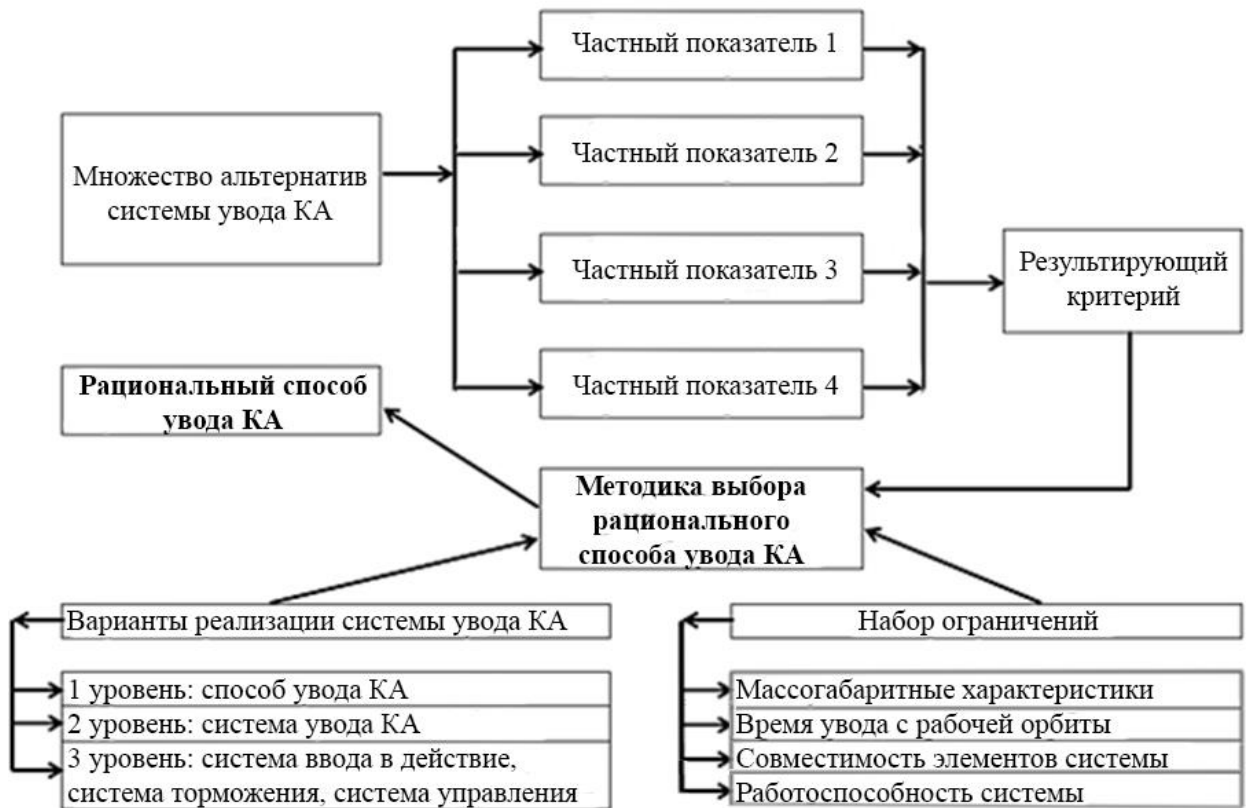 Множество альтернатив
системы увода КА
Частный показатель 1
Частный показатель 2
Частный показатель 3
Частный показатель 4
Результирующий
критерий
Рациональный способ
увода КА
Методика выбора
рационального
способа увода КА
Варианты реализации системы увода КА
1 уровень: способ увода КА
2 уровень: система увода КА
3 уровень: система ввода в действие,
система торможения, система управления
Набор ограничений
Массогабаритные характеристики
Время увода с рабочей орбиты
Совместимость элементов системы
Работоспособность системы